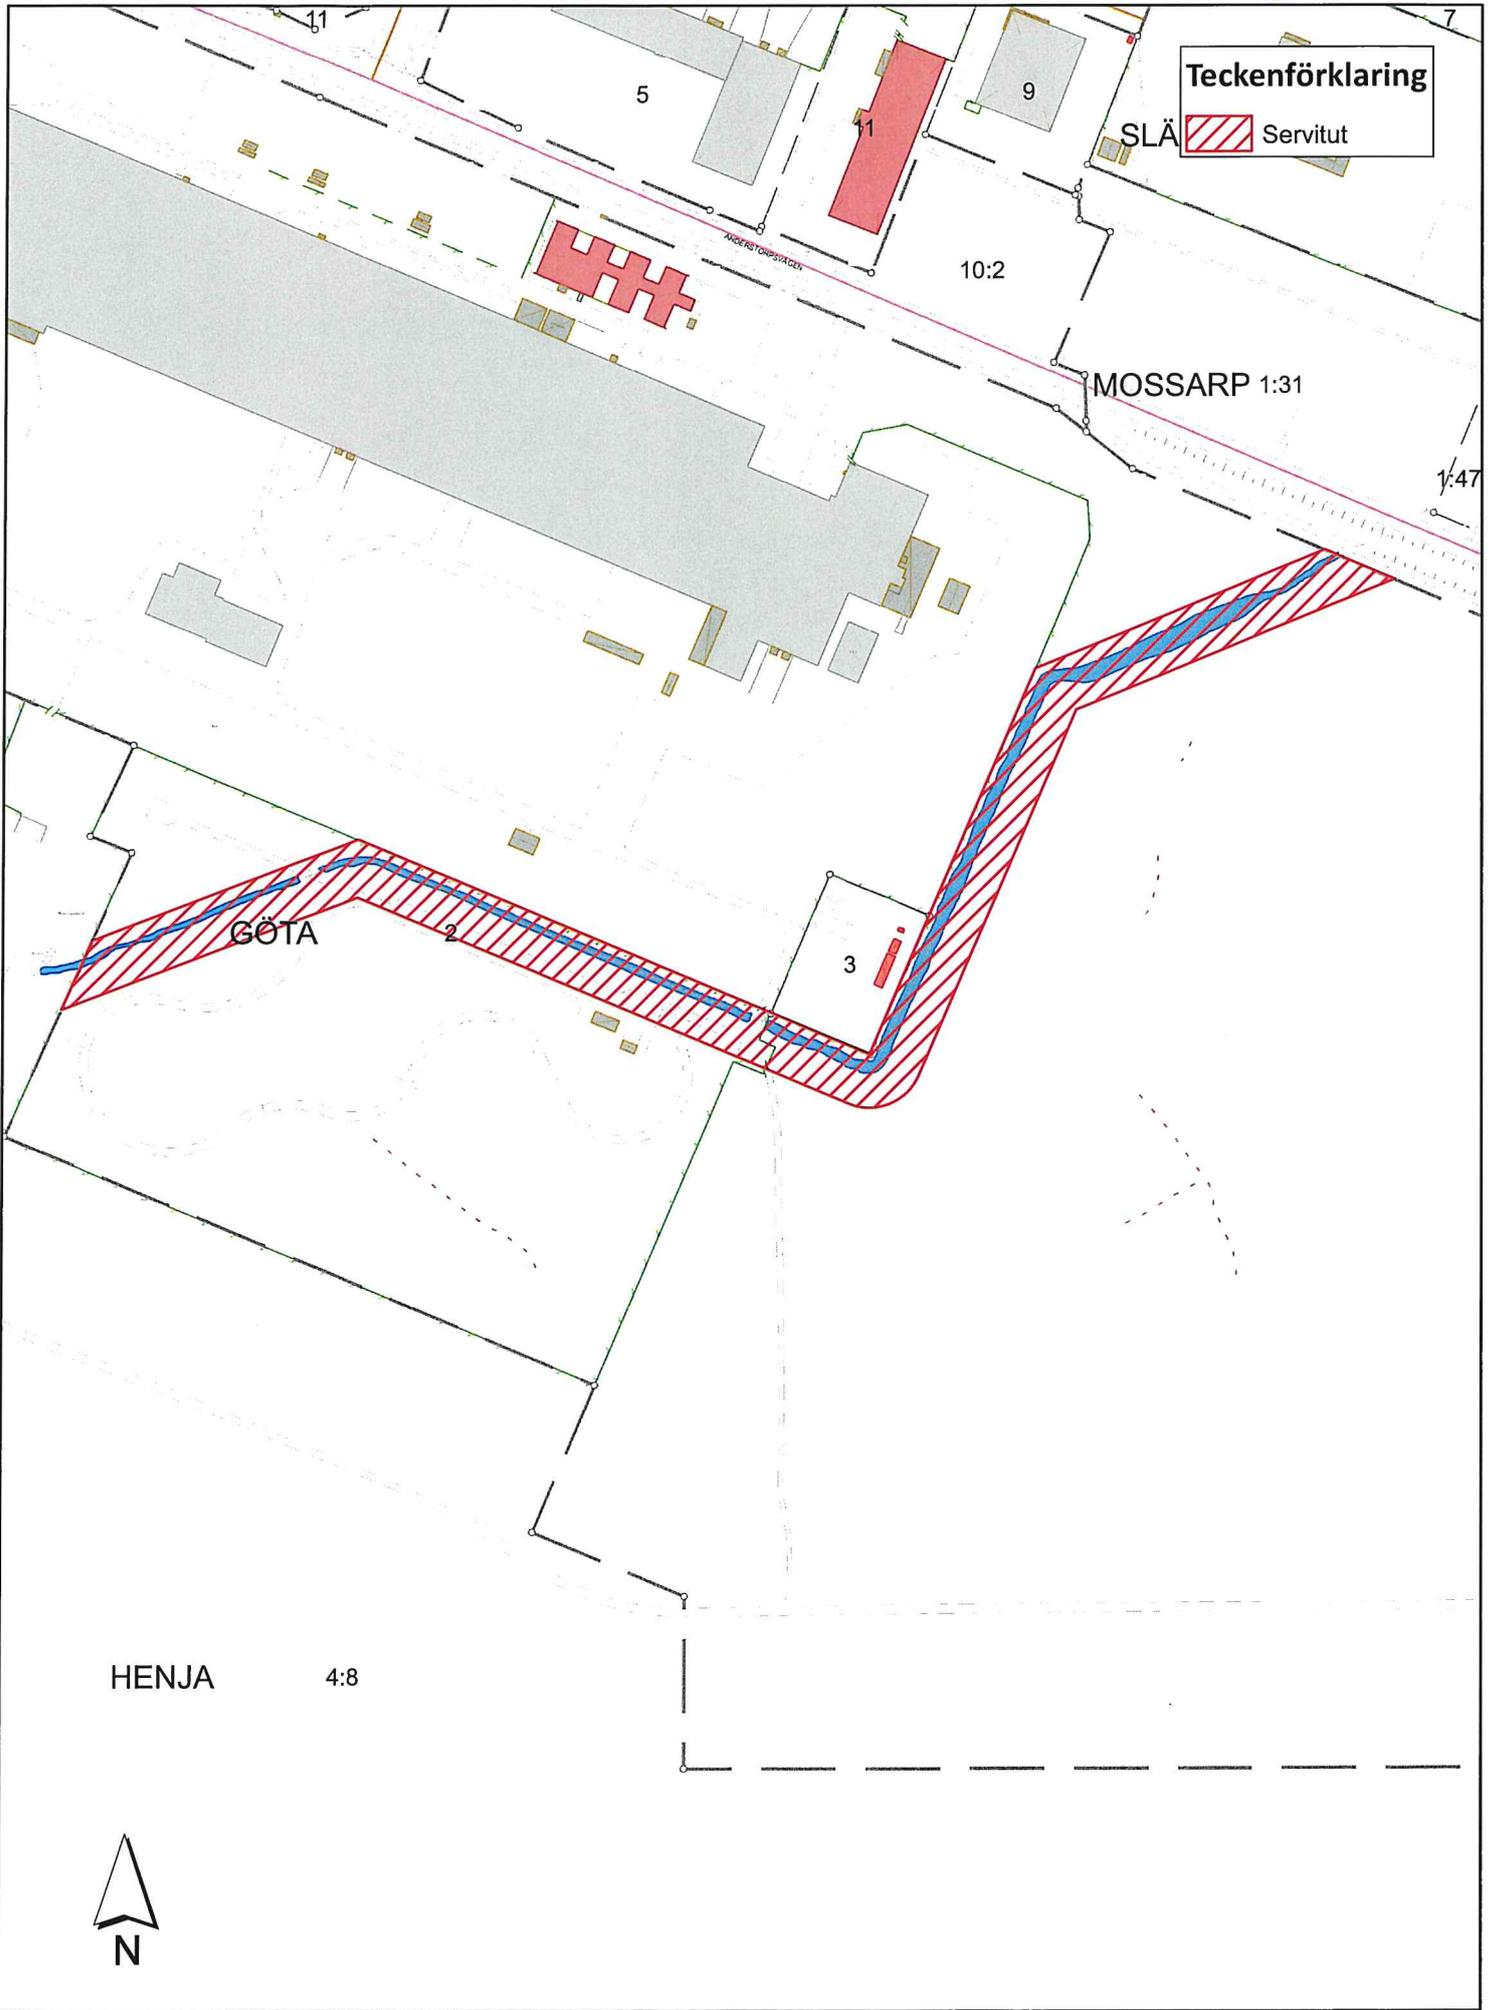 11
7
5
9
Teckenförklaring
11
SLÄ
Servitut
ANDERSTORPSVÄGEN
10:2
MOSSARP 1:31
1:47
GÖTA
2
3
HENJA 4:8
N